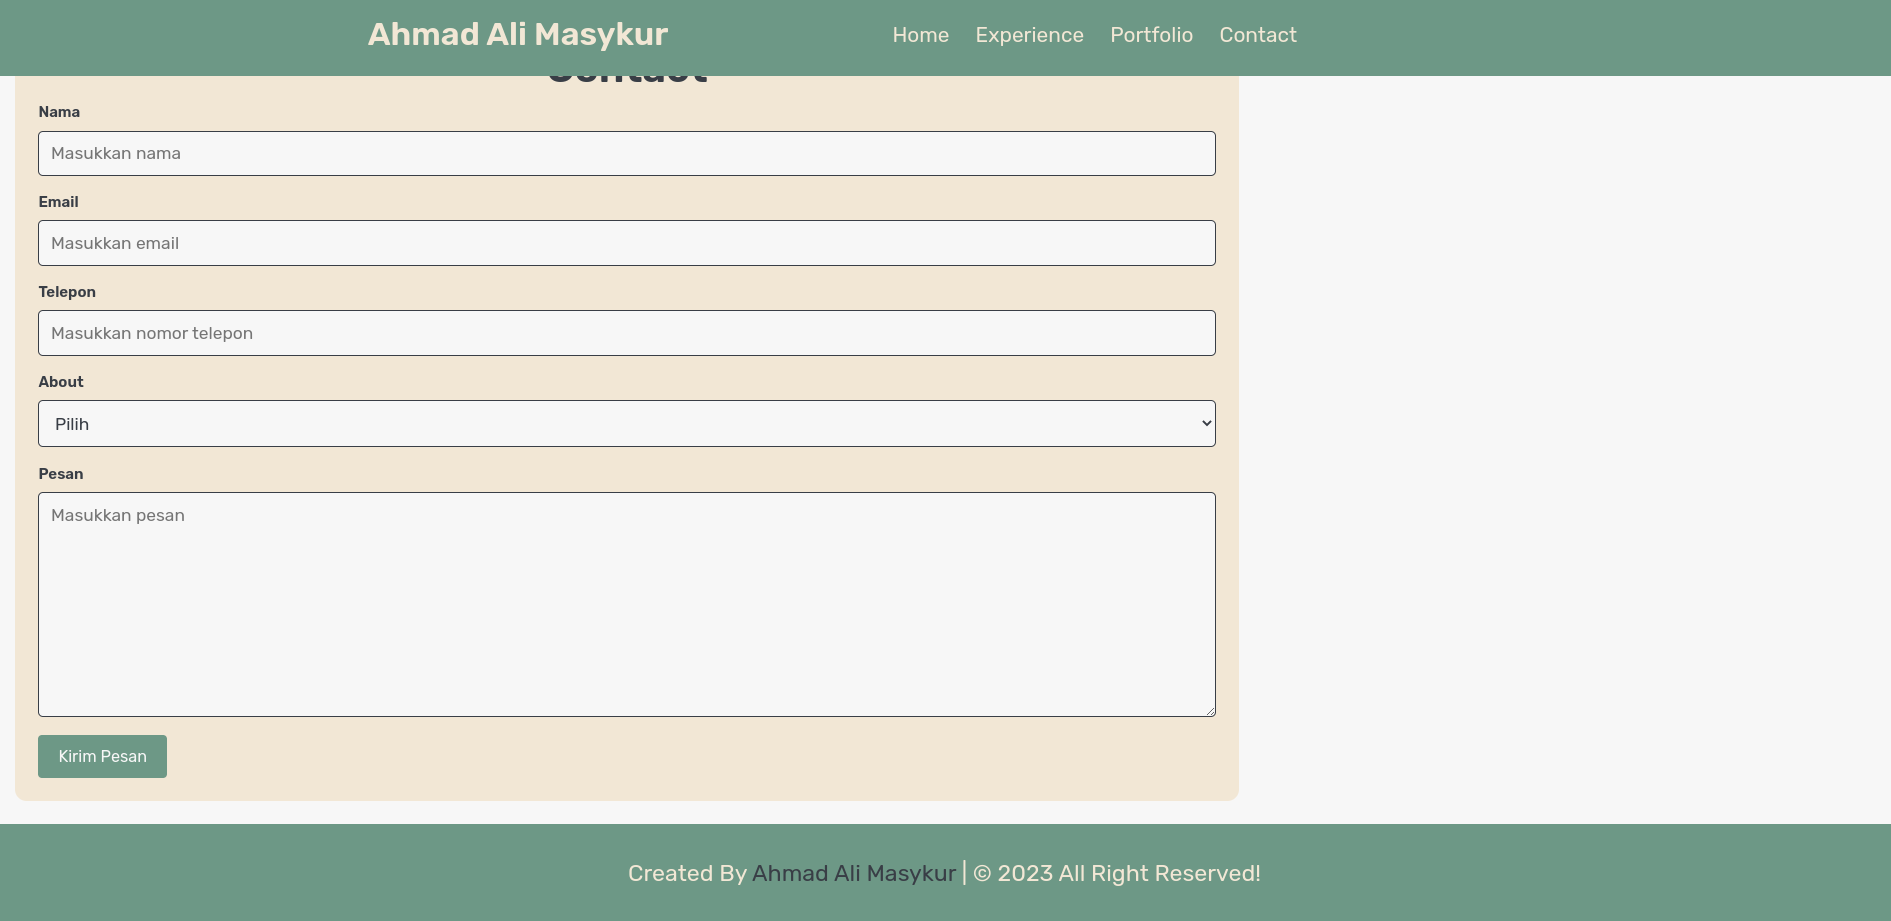 Ahmad Ali Masykur
Home Experience Portfolio Contact
Contact
Nama
Masukkan nama
Email
Masukkan email
Telepon
Masukkan nomor telepon
About
Pilih
Pesan
Masukkan pesan
Kirim Pesan
Created By Ahmad Ali Masykur | © 2023 All Right Reserved!